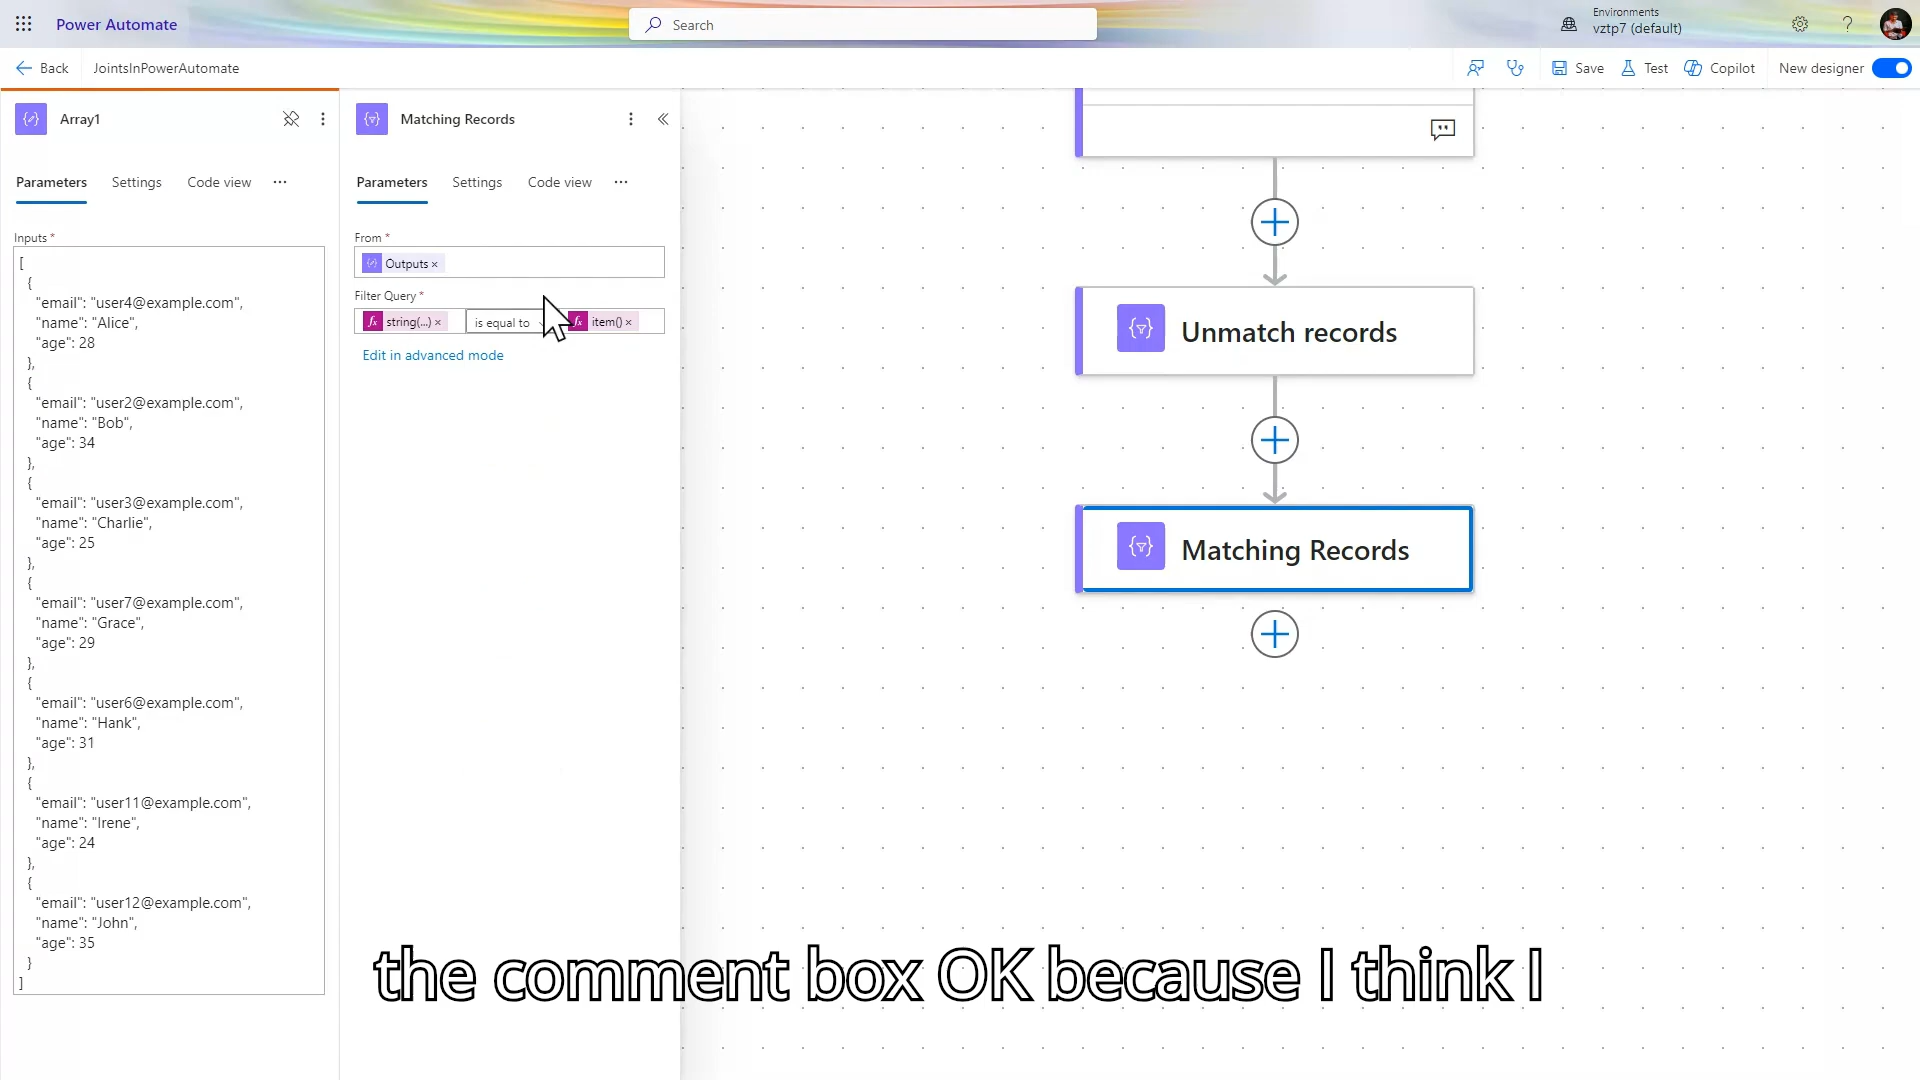 Power Automate
Search
Environments
vztp7 (default)
?
Back
JointsInPowerAutomate
Save
Test
Copilot
New designer
Array1
Parameters
Settings
Code view
...
Inputs *
[
{
"email": "user4@example.com",
"name": "Alice",
"age": 28
},
{
"email": "user2@example.com",
"name": "Bob",
"age": 34
},
{
"email": "user3@example.com",
"name": "Charlie",
"age": 25
},
{
"email": "user7@example.com",
"name": "Grace",
"age": 29
},
{
"email": "user6@example.com",
"name": "Hank",
"age": 31
},
{
"email": "user11@example.com",
"name": "Irene",
"age": 24
},
{
"email": "user12@example.com",
"name": "John",
"age": 35
}
]
Matching Records
Parameters
Settings
Code view
...
From *
Outputs ×
Filter Query *
fx string(...) × is equal to fx item() ×
Edit in advanced mode
Unmatch records
Matching Records
the comment box OK because I think I